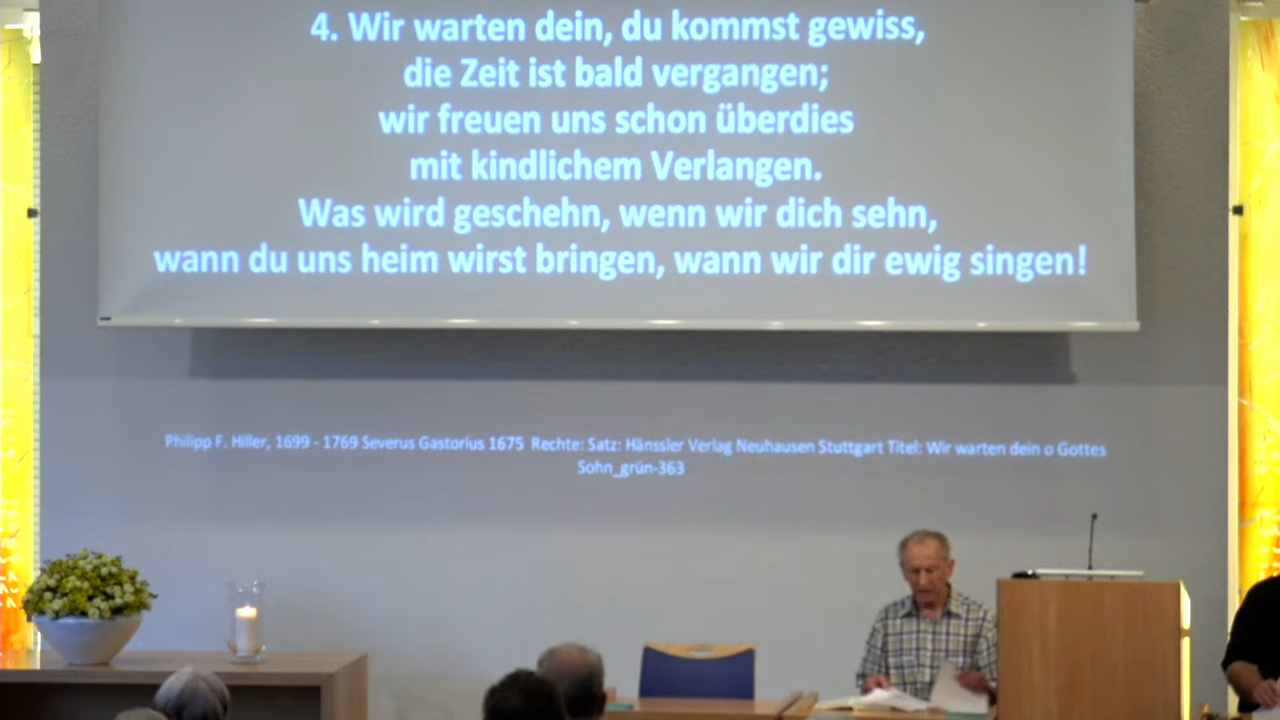 4. Wir warten dein, du kommst gewiss,
die Zeit ist bald vergangen;
wir freuen uns schon überdies
mit kindlichem Verlangen.
Was wird geschehn, wenn wir dich sehn,
wann du uns heim wirst bringen, wann wir dir ewig singen!
Philipp F. Hiller, 1699 - 1769 Severus Gastorius 1675 Rechte: Satz: Hänssler Verlag Neuhausen Stuttgart Titel: Wir warten dein o Gottes
Sohn_grün-363